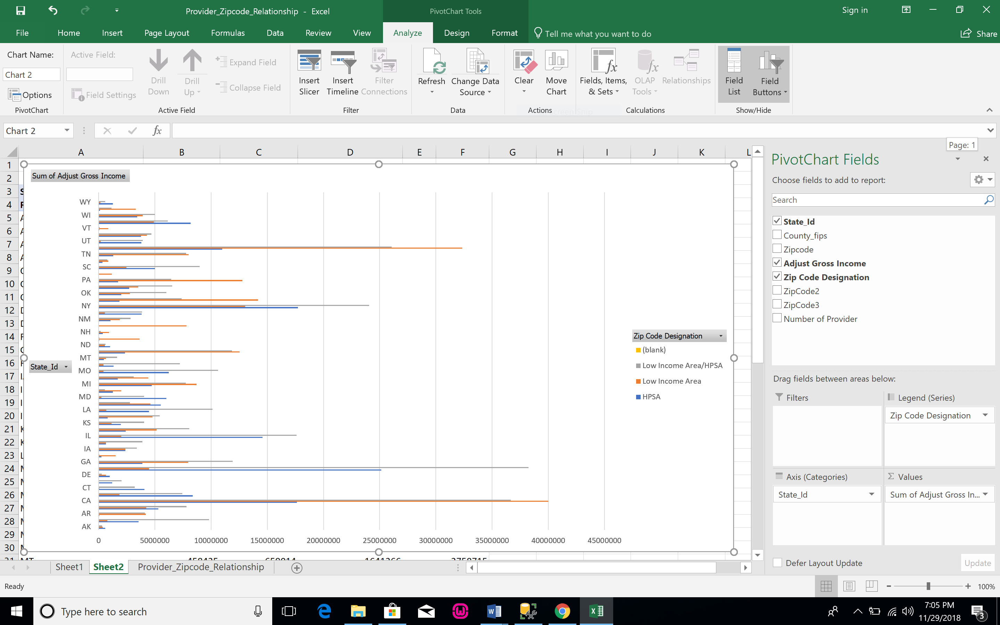 Provider_Zipcode_Relationship - Excel
PivotChart Tools
Sign in
File Home Insert Page Layout Formulas Data Review View Analyze Design Format Tell me what you want to do Share
Chart Name:
Chart 2
Options
PivotChart
Active Field:
Field Settings
Drill Down
Drill Up
Expand Field
Collapse Field
Active Field
Insert Slicer
Insert Timeline
Filter Connections
Filter
Refresh
Change Data Source
Data
Clear
Move Chart
Actions
Fields, Items, & Sets
OLAP Tools
Relationships
Calculations
Field List
Field Buttons
Show/Hide
Chart 2
fx
Page: 1
A B C D E F G H I J K L
1
2
3
4
5
6
7
8
9
10
11
12
13
14
15
16
17
18
19
20
21
22
23
24
25
26
27
28
29
30
Sum of Adjust Gross Income
State_Id
WY
WI
VT
UT
TN
SC
PA
OK
NY
NM
NH
ND
MT
MO
MI
MD
LA
KS
IL
IA
GA
DE
CT
CA
AR
AK
0 5000000 10000000 15000000 20000000 25000000 30000000 35000000 40000000 45000000
Zip Code Designation
(blank)
Low Income Area/HPSA
Low Income Area
HPSA
PivotChart Fields
Choose fields to add to report:
Search
State_Id
County_fips
Zipcode
Adjust Gross Income
Zip Code Designation
ZipCode2
ZipCode3
Number of Provider
Drag fields between areas below:
Filters
Legend (Series)
Zip Code Designation
Axis (Categories)
State_Id
Values
Sum of Adjust Gross In...
Defer Layout Update
Update
Sheet1 Sheet2 Provider_Zipcode_Relationship
Ready
100%
Type here to search
7:05 PM
11/29/2018
3